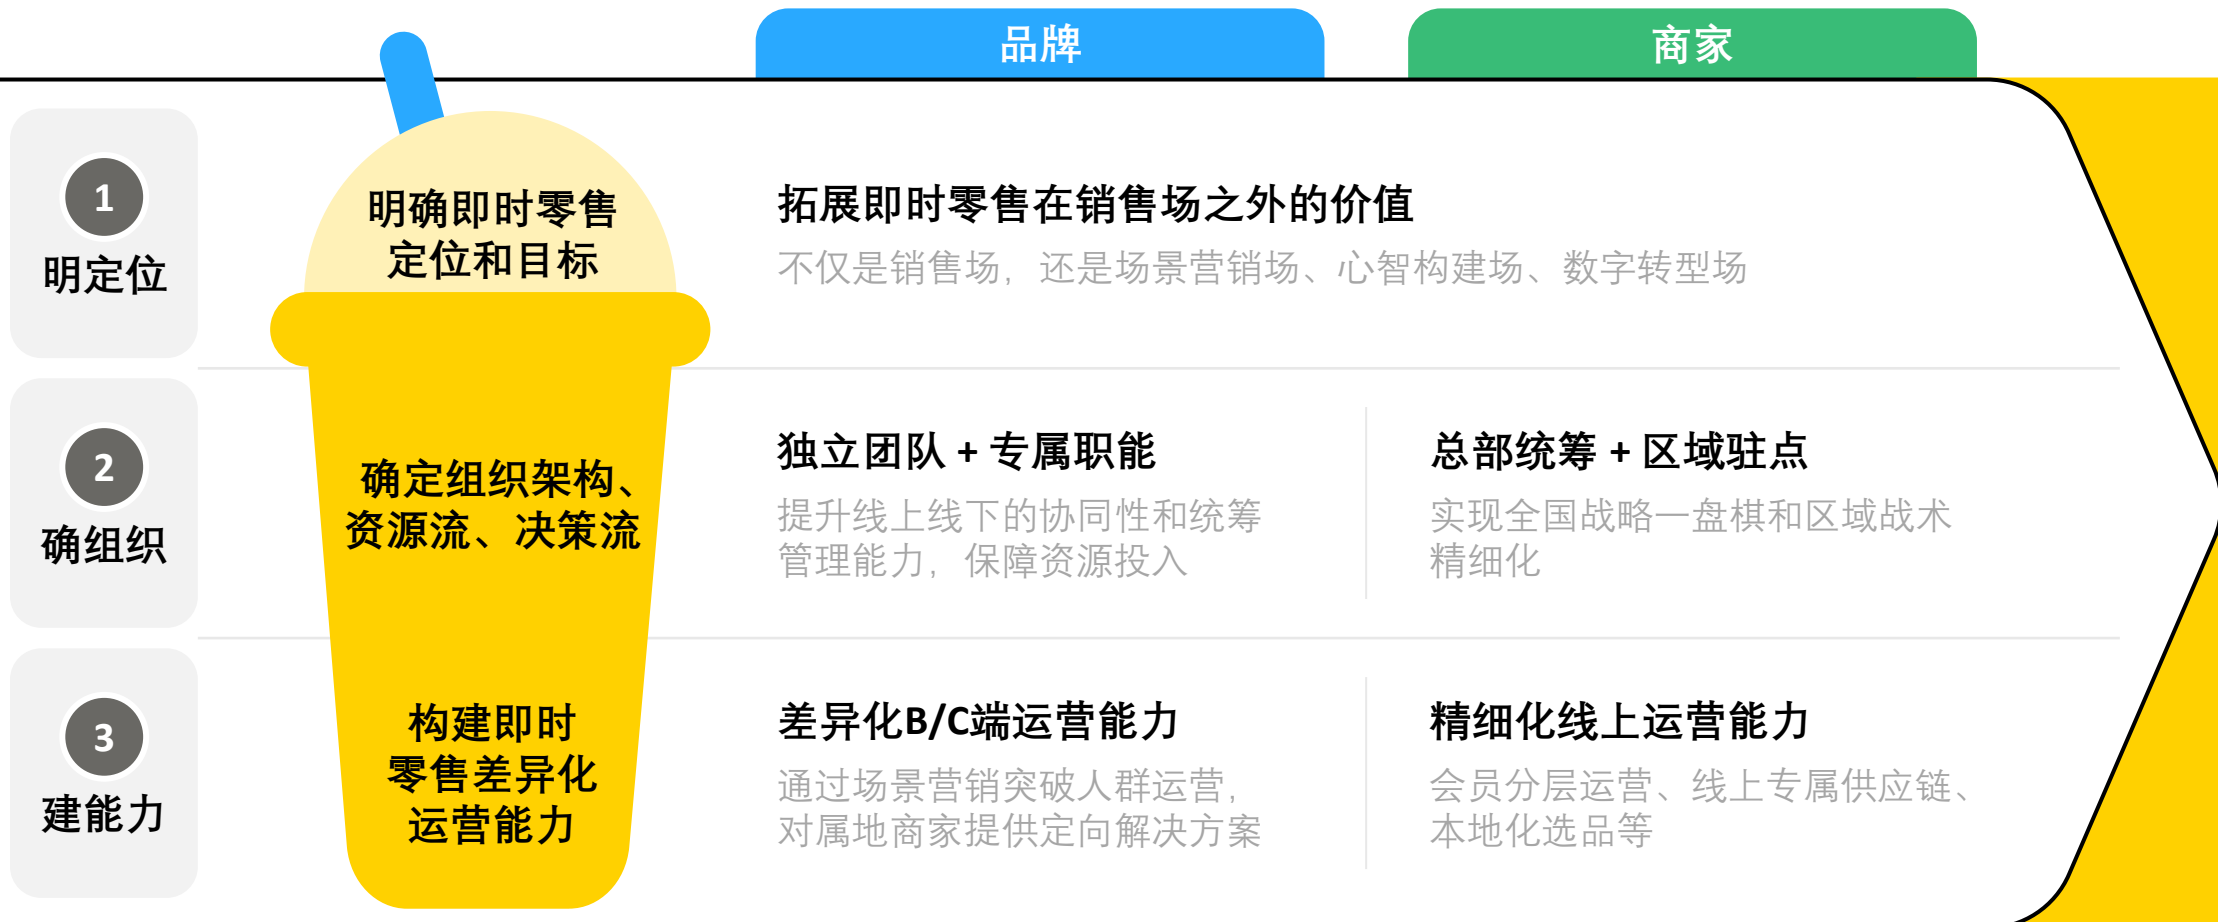 品牌
商家
1
明定位
明确即时零售
定位和目标
拓展即时零售在销售场之外的价值
不仅是销售场，还是场景营销场、心智构建场、数字转型场
2
确组织
确定组织架构、
资源流、决策流
独立团队 + 专属职能
提升线上线下的协同性和统筹
管理能力，保障资源投入
总部统筹 + 区域驻点
实现全国战略一盘棋和区域战术
精细化
3
建能力
构建即时
零售差异化
运营能力
差异化B/C端运营能力
通过场景营销突破人群运营，
对属地商家提供定向解决方案
精细化线上运营能力
会员分层运营、线上专属供应链、
本地化选品等